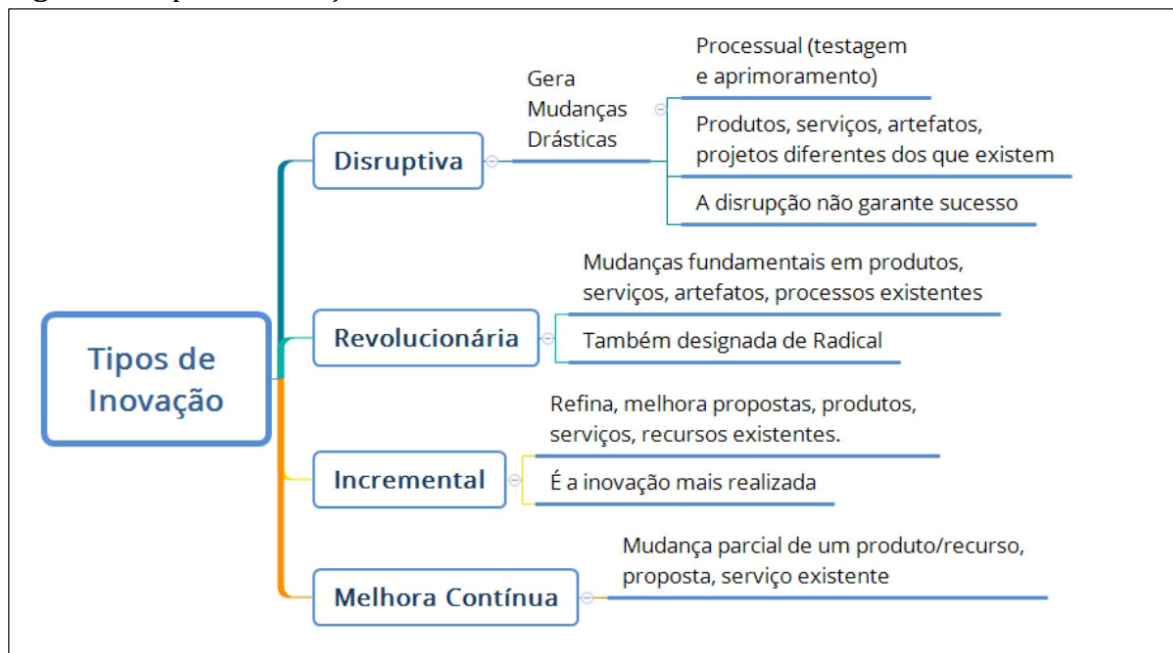 Processual (testagem
e aprimoramento)
Gera
Mudanças
Drásticas
Produtos, serviços, artefatos,
projetos diferentes dos que existem
Disruptiva
A disrupção não garante sucesso
Mudanças fundamentais em produtos,
serviços, artefatos, processos existentes
Revolucionária
Também designada de Radical
Tipos de
Inovação
Refina, melhora propostas, produtos,
serviços, recursos existentes.
Incremental
É a inovação mais realizada
Mudança parcial de um produto/recurso,
proposta, serviço existente
Melhora Contínua